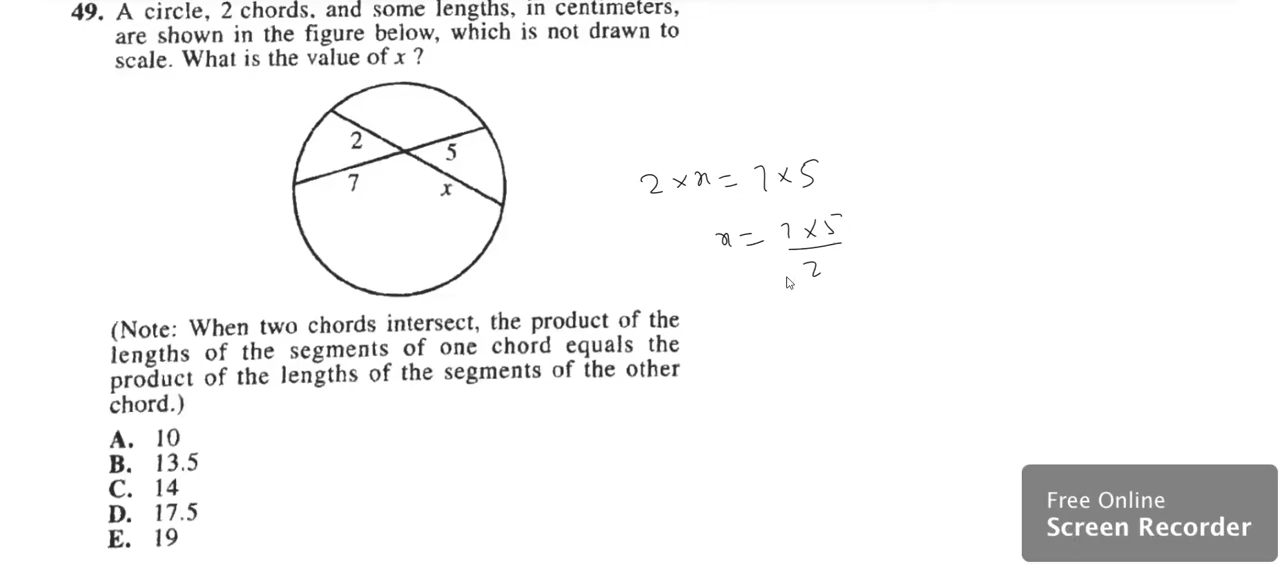 49. A circle, 2 chords, and some lengths, in centimeters,
are shown in the figure below, which is not drawn to
scale. What is the value of x ?
2
5
7
x
2 × x = 7 × 5
x = 7 × 5
2
(Note: When two chords intersect, the product of the
lengths of the segments of one chord equals the
product of the lengths of the segments of the other
chord.)
A. 10
B. 13.5
C. 14
D. 17.5
E. 19
Free Online
Screen Recorder